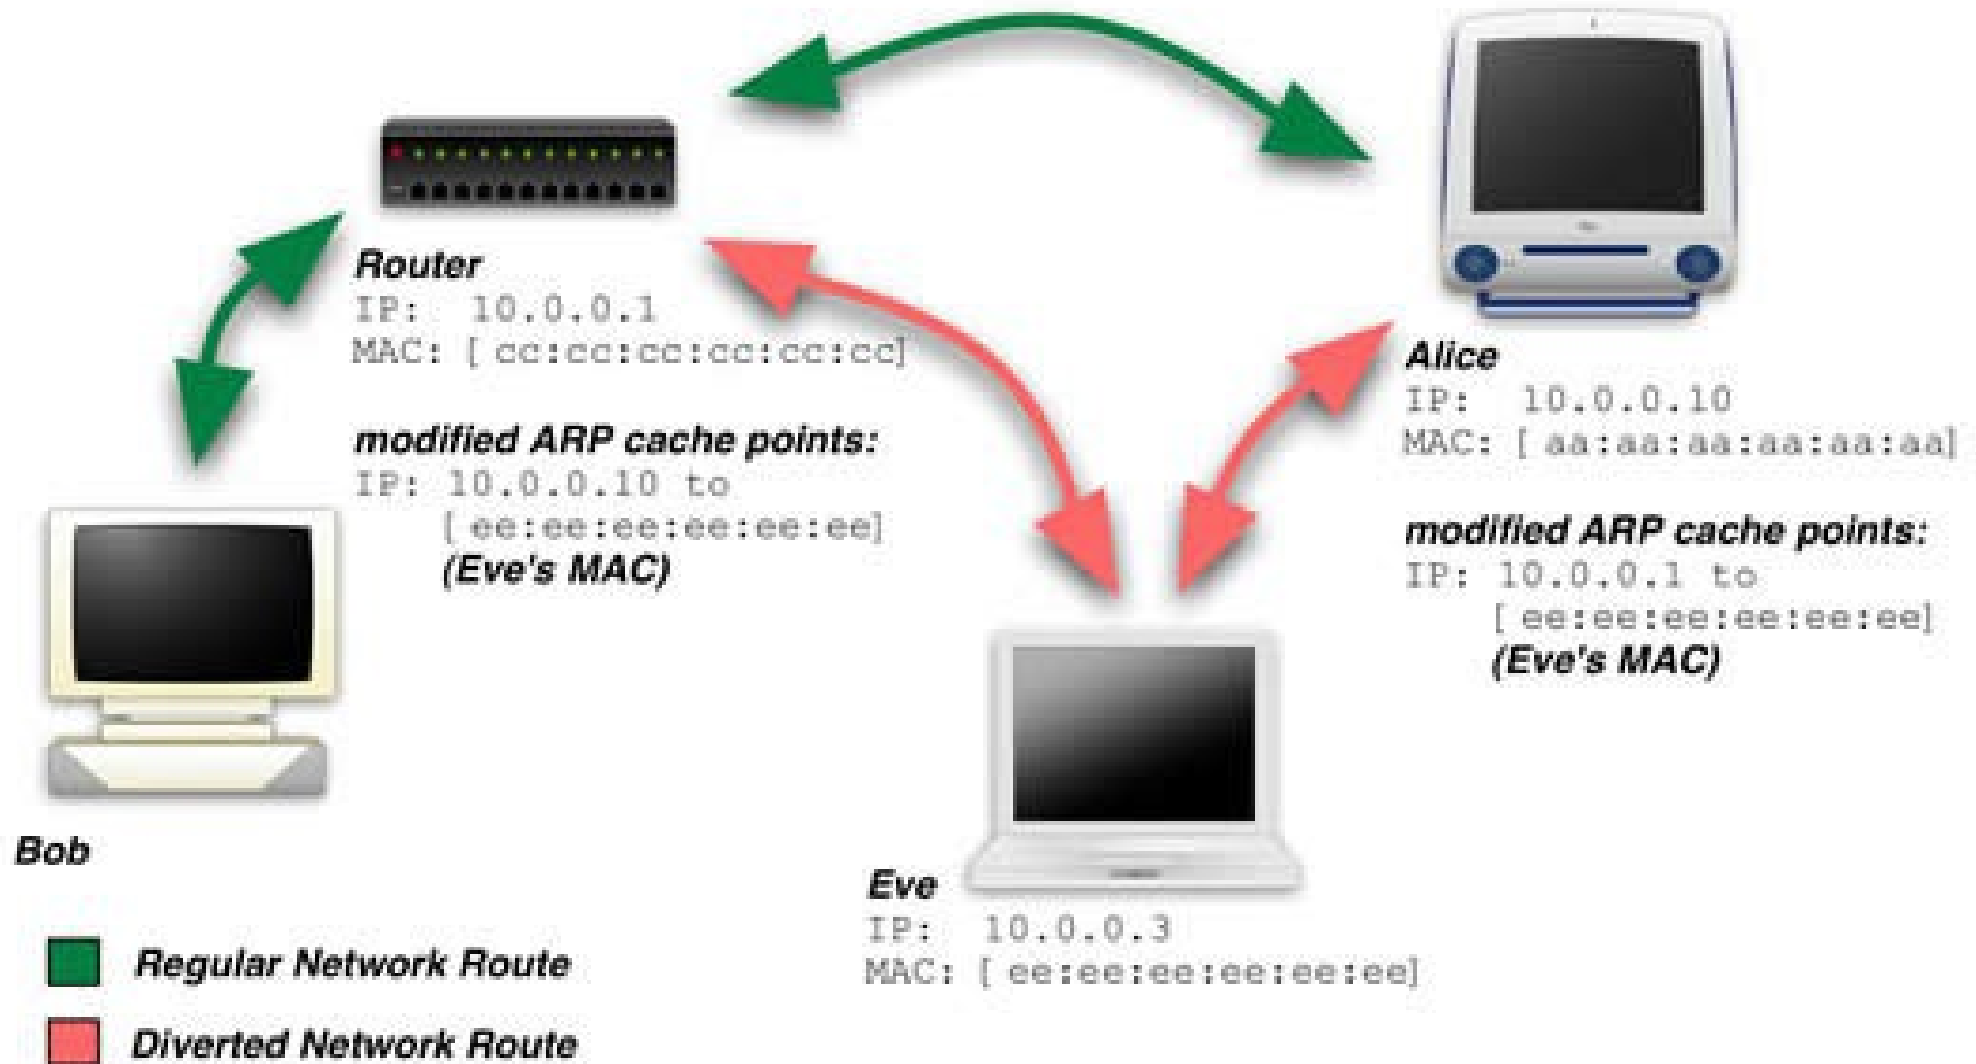 Router
IP: 10.0.0.1
MAC: [cc:cc:cc:cc:cc:cc]
modified ARP cache points:
IP: 10.0.0.10 to
[ee:ee:ee:ee:ee:ee]
(Eve's MAC)
Alice
IP: 10.0.0.10
MAC: [aa:aa:aa:aa:aa:aa]
modified ARP cache points:
IP: 10.0.0.1 to
[ee:ee:ee:ee:ee:ee]
(Eve's MAC)
Bob
Eve
IP: 10.0.0.3
MAC: [ee:ee:ee:ee:ee:ee]
Regular Network Route
Diverted Network Route